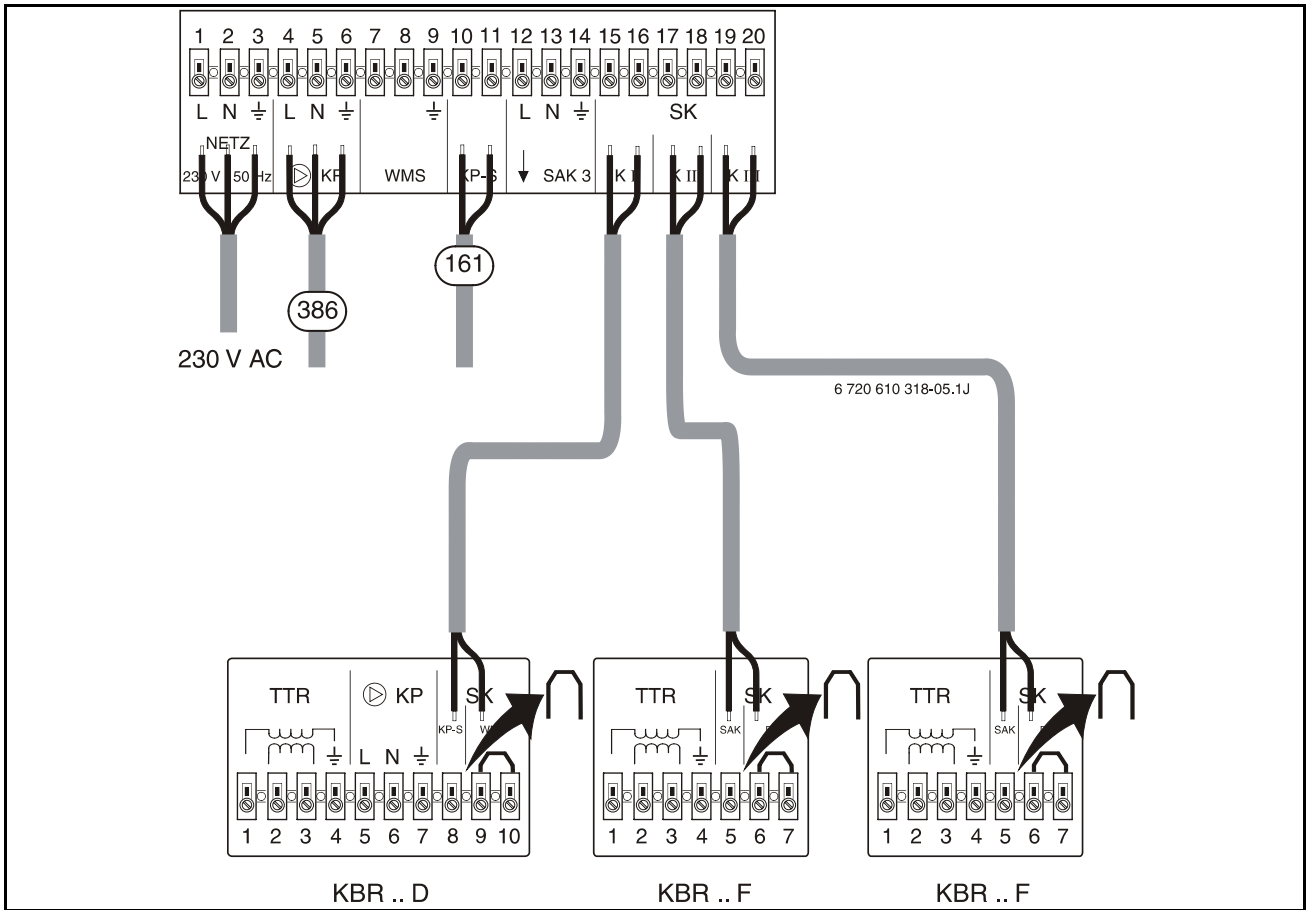 1 2 3 4 5 6 7 8 9 10 11 12 13 14 15 16 17 18 19 20
L N L N L N SK
NETZ
230 V 50 Hz KP WMS KP-S SAK 3 K I K II K III
161
386
230 V AC
6 720 610 318-05.1J
TTR KP SK TTR SK TTR SK
KP-S SAK SAK
L N
1 2 3 4 5 6 7 8 9 10 1 2 3 4 5 6 7 1 2 3 4 5 6 7
KBR .. D KBR .. F KBR .. F